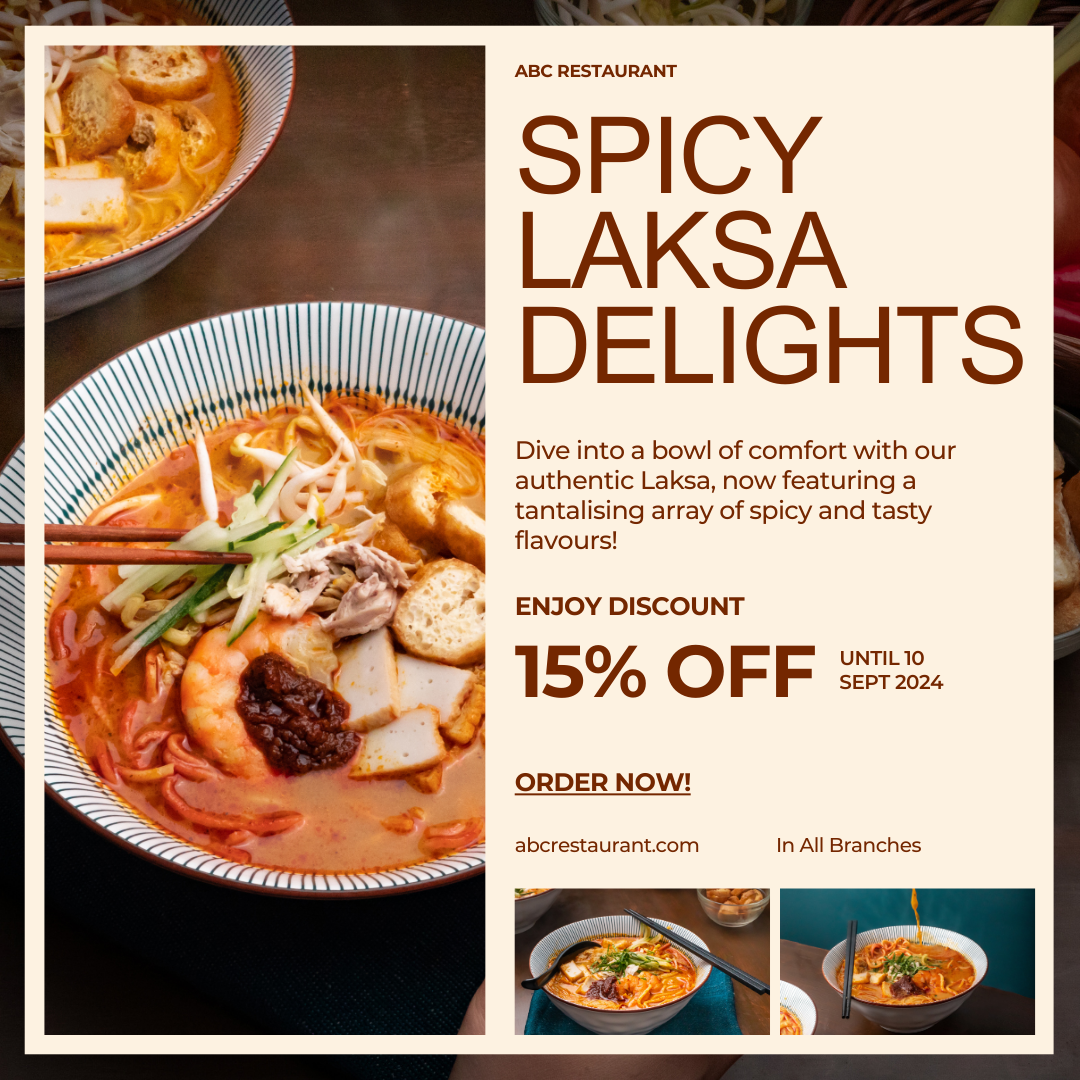 ABC RESTAURANT
SPICY
LAKSA
DELIGHTS
Dive into a bowl of comfort with our
authentic Laksa, now featuring a
tantalising array of spicy and tasty
flavours!
ENJOY DISCOUNT
15% OFF
UNTIL 10
SEPT 2024
ORDER NOW!
abcrestaurant.com
In All Branches